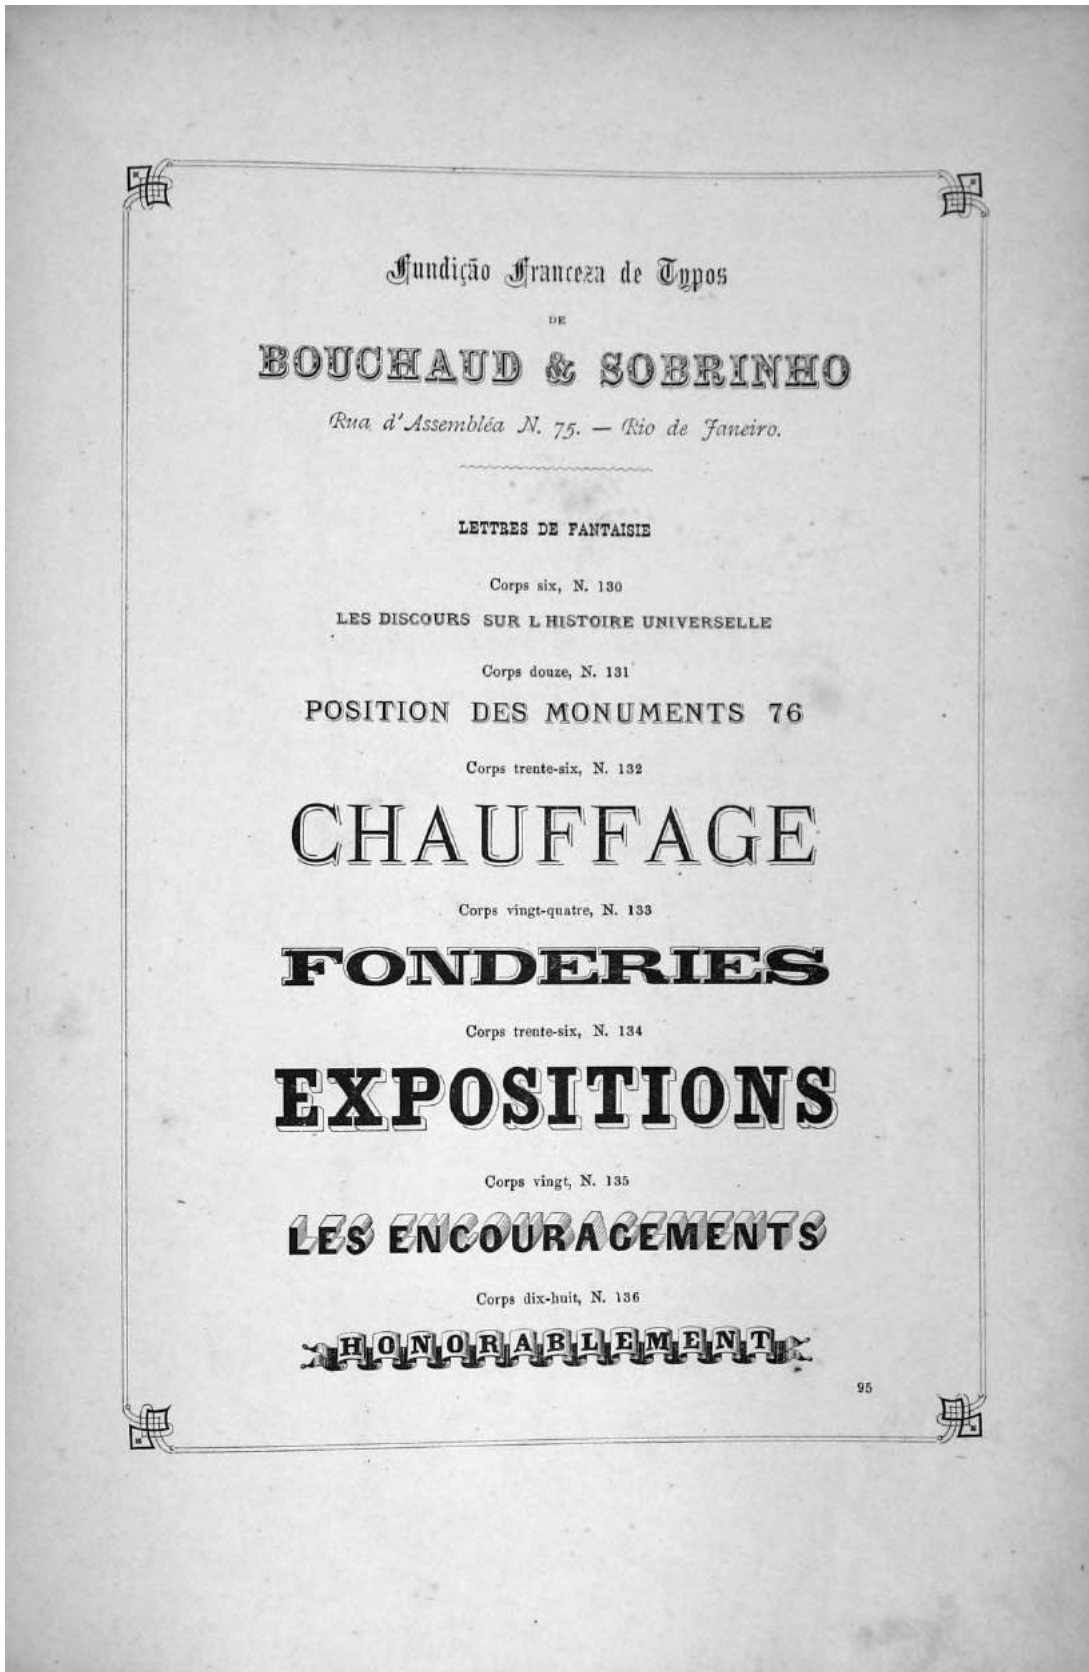 Fundição Franceza de Typos
DE
BOUCHAUD & SOBRINHO
Rua d'Assembléa N. 75. — Rio de Janeiro.
LETTRES DE FANTAISIE
Corps six, N. 130
LES DISCOURS SUR L HISTOIRE UNIVERSELLE
Corps douze, N. 131
POSITION DES MONUMENTS 76
Corps trente-six, N. 132
CHAUFFAGE
Corps vingt-quatre, N. 133
FONDERIES
Corps trente-six, N. 134
EXPOSITIONS
Corps vingt, N. 135
LES ENCOURAGEMENTS
Corps dix-huit, N. 136
HONORABLEMENT
95